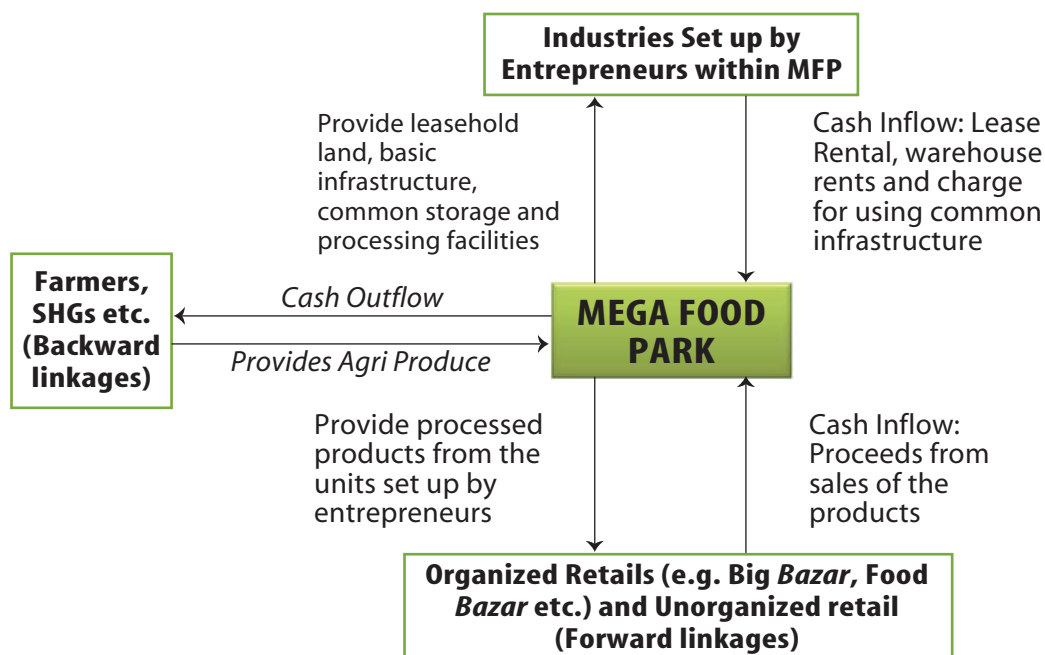 Industries Set up by
Entrepreneurs within MFP
Provide leasehold
land, basic
infrastructure,
common storage and
processing facilities
Cash Inflow: Lease
Rental, warehouse
rents and charge
for using common
infrastructure
Farmers,
SHGs etc.
(Backward
linkages)
Cash Outflow
Provides Agri Produce
MEGA FOOD
PARK
Provide processed
products from the
units set up by
entrepreneurs
Cash Inflow:
Proceeds from
sales of the
products
Organized Retails (e.g. Big Bazar, Food
Bazar etc.) and Unorganized retail
(Forward linkages)